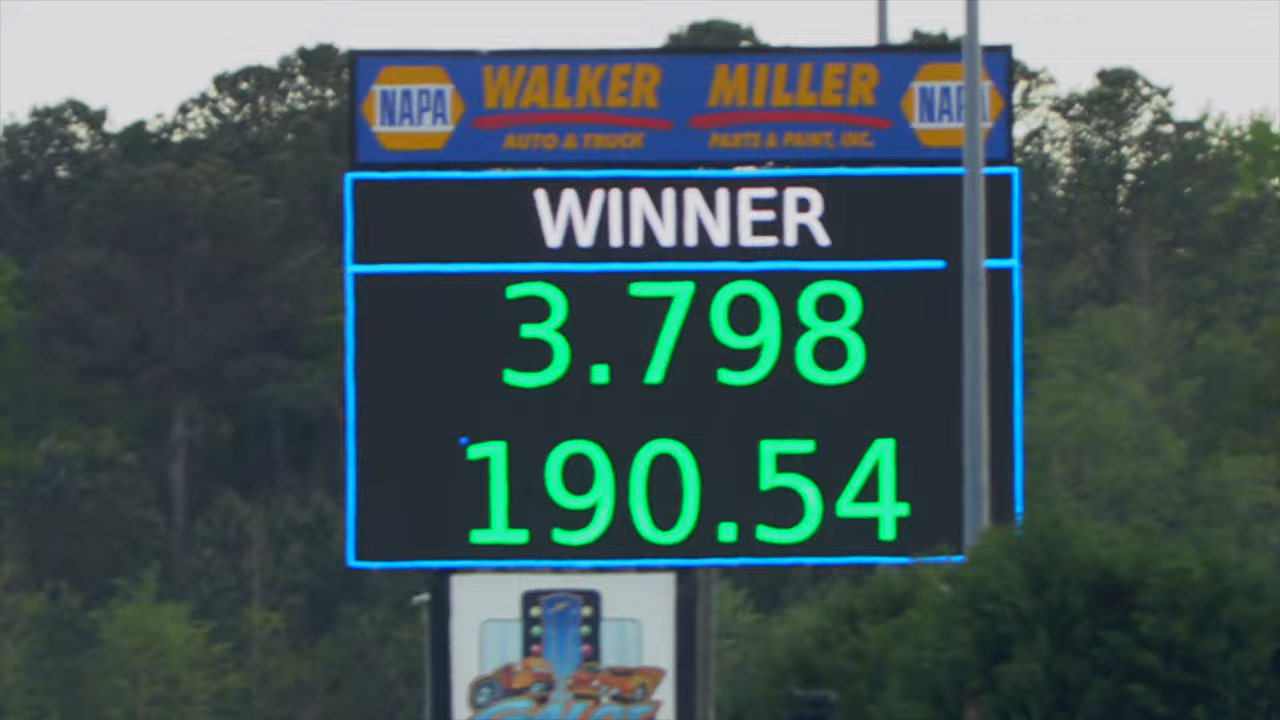 NAPA WALKER MILLER NAPA
AUTO & TRUCK PARTS & PAINT, INC.
WINNER
3.798
190.54